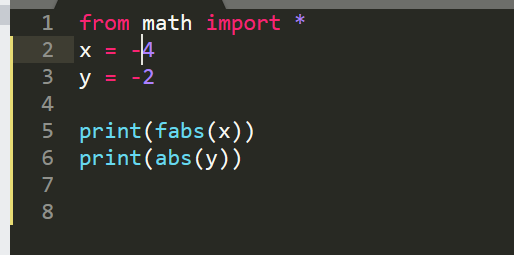 1 from math import *
2 x = -4
3 y = -2
4
5 print(fabs(x))
6 print(abs(y))
7
8